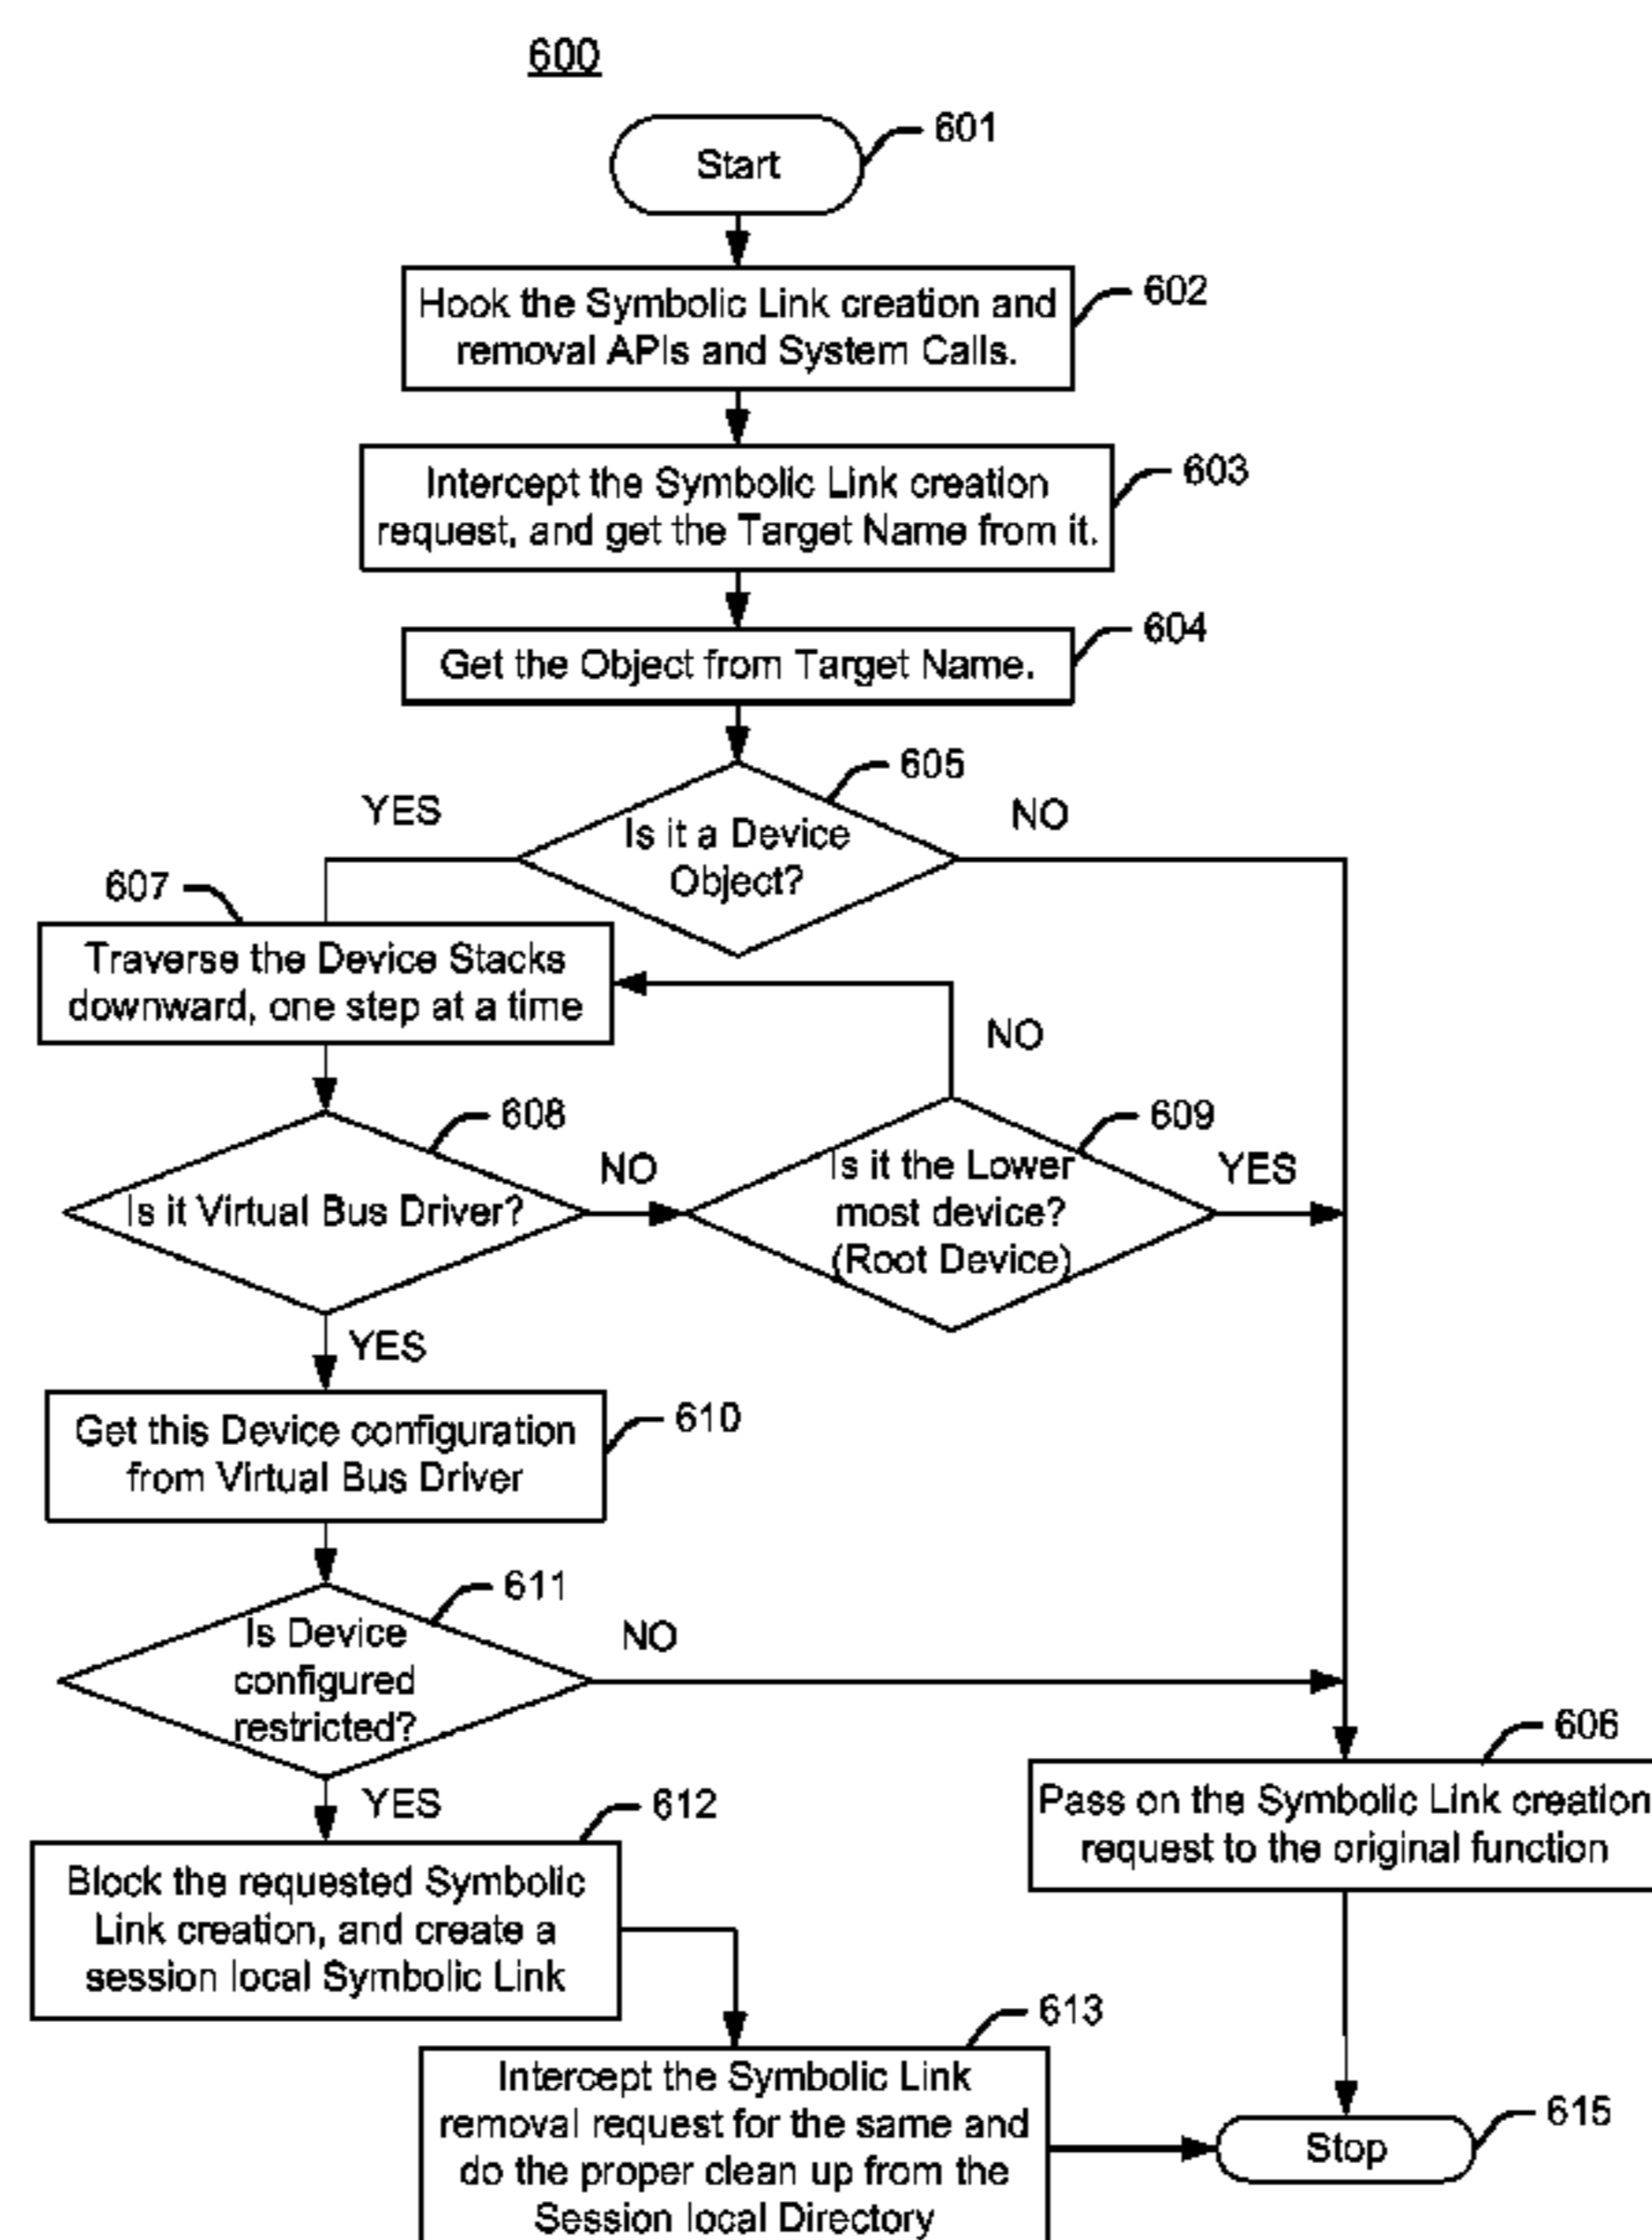 600
Start
601
Hook the Symbolic Link creation and
removal APIs and System Calls.
602
Intercept the Symbolic Link creation
request, and get the Target Name from it.
603
Get the Object from Target Name.
604
605
YES
Is it a Device
Object?
NO
607
Traverse the Device Stacks
downward, one step at a time
NO
608
Is it Virtual Bus Driver?
NO
609
Is it the Lower
most device?
(Root Device)
YES
YES
Get this Device configuration
from Virtual Bus Driver
610
611
Is Device
configured
restricted?
NO
YES
606
Pass on the Symbolic Link creation
request to the original function
612
Block the requested Symbolic
Link creation, and create a
session local Symbolic Link
613
Intercept the Symbolic Link
removal request for the same and
do the proper clean up from the
Session local Directory
Stop
615